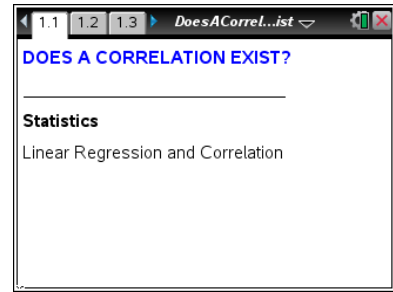 1.1 1.2 1.3 DoesACorrel...ist
DOES A CORRELATION EXIST?
Statistics
Linear Regression and Correlation